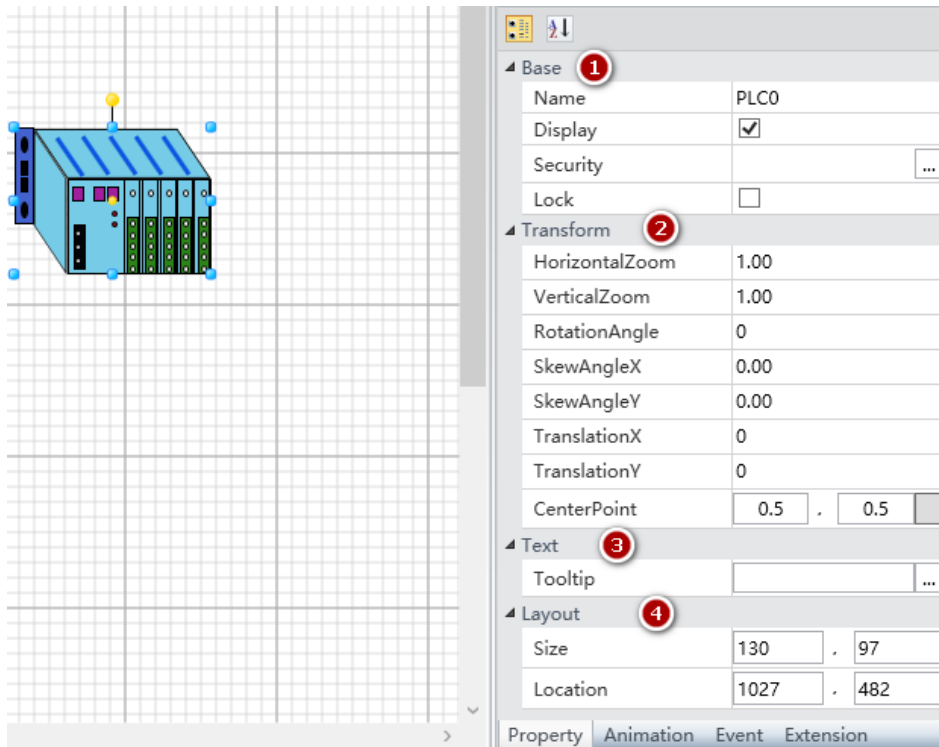 Base 1
Name PLC0
Display
Security ...
Lock
Transform 2
HorizontalZoom 1.00
VerticalZoom 1.00
RotationAngle 0
SkewAngleX 0.00
SkewAngleY 0.00
TranslationX 0
TranslationY 0
CenterPoint 0.5 , 0.5
Text 3
Tooltip ...
Layout 4
Size 130 , 97
Location 1027 , 482
Property Animation Event Extension